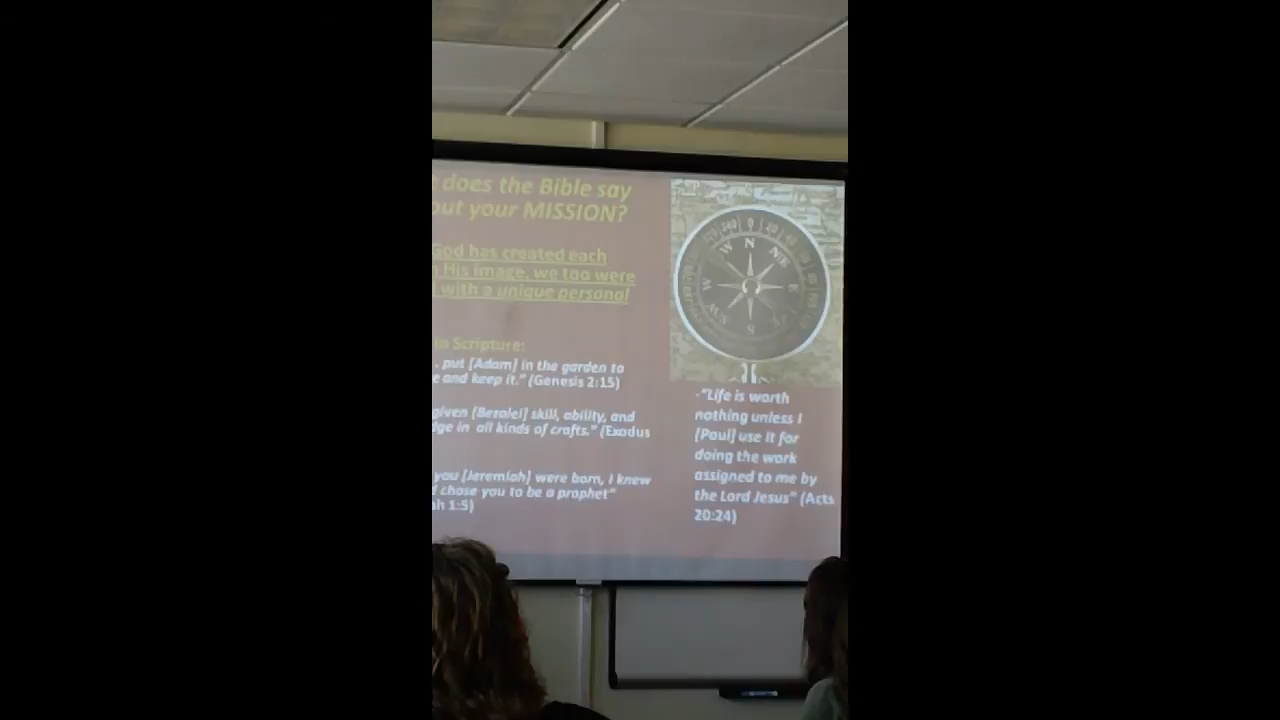 does the Bible say
out your MISSION?
God has created each
His image, we too were
with a unique personal
in Scripture:
. put [Adam] in the garden to
and keep it." (Genesis 2:15)
given [Bezalel] skill, ability, and
in all kinds of crafts." (Exodus
you [Jeremiah] were born, I knew
chose you to be a prophet"
ah 1:5)
N
NE
E
S
SW
W
-"Life is worth
nothing unless I
[Paul] use it for
doing the work
assigned to me by
the Lord Jesus" (Acts
20:24)